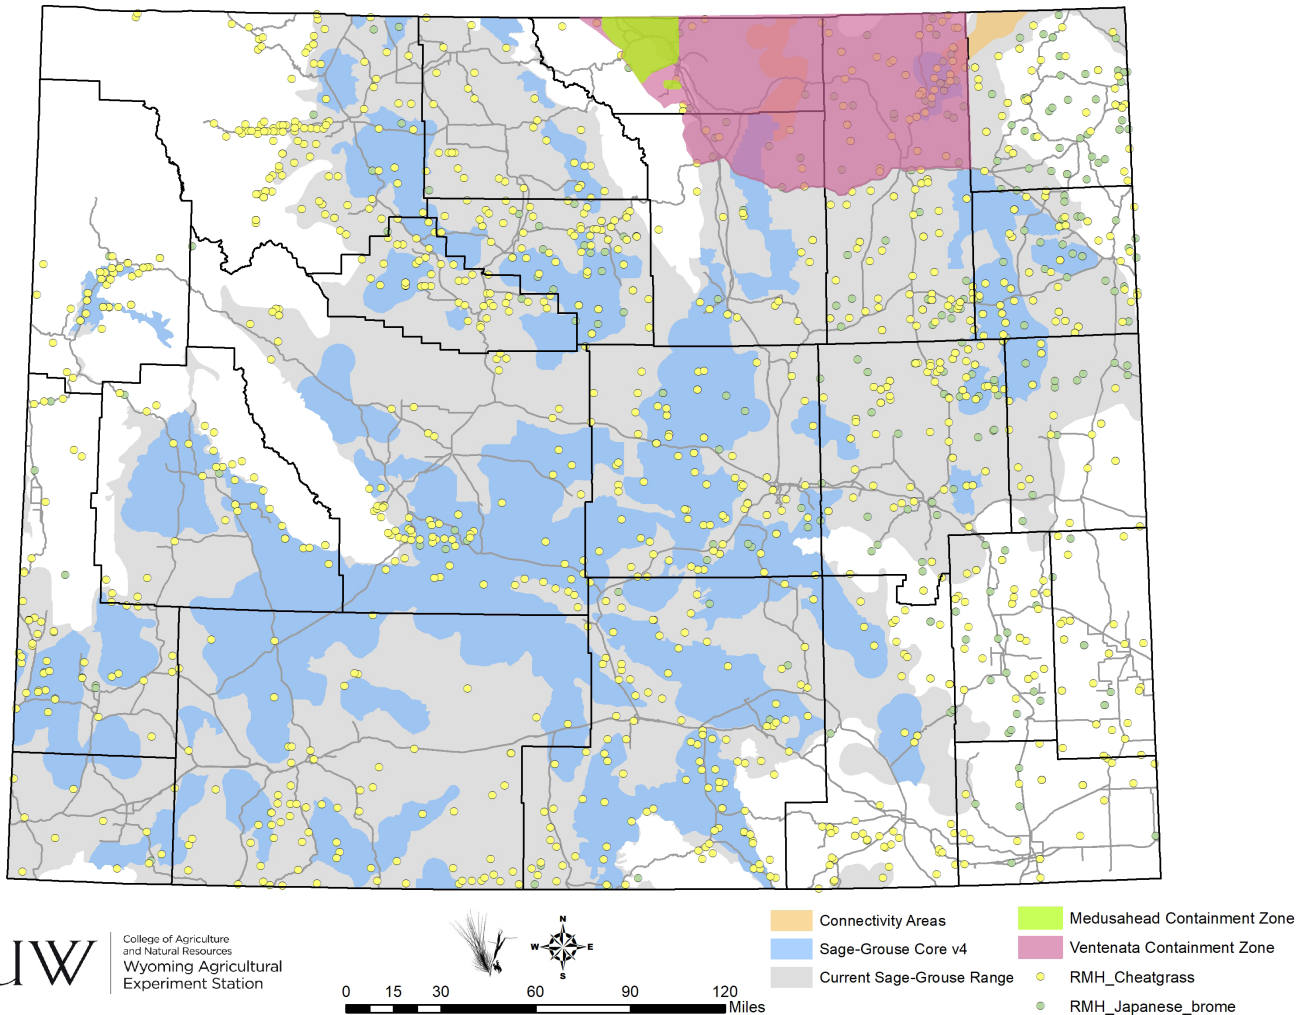 UW
College of Agriculture
and Natural Resources
Wyoming Agricultural
Experiment Station
N
W E
S
0 15 30 60 90 120
Miles
Connectivity Areas
Sage-Grouse Core v4
Current Sage-Grouse Range
Medusahead Containment Zone
Ventenata Containment Zone
RMH_Cheatgrass
RMH_Japanese_brome